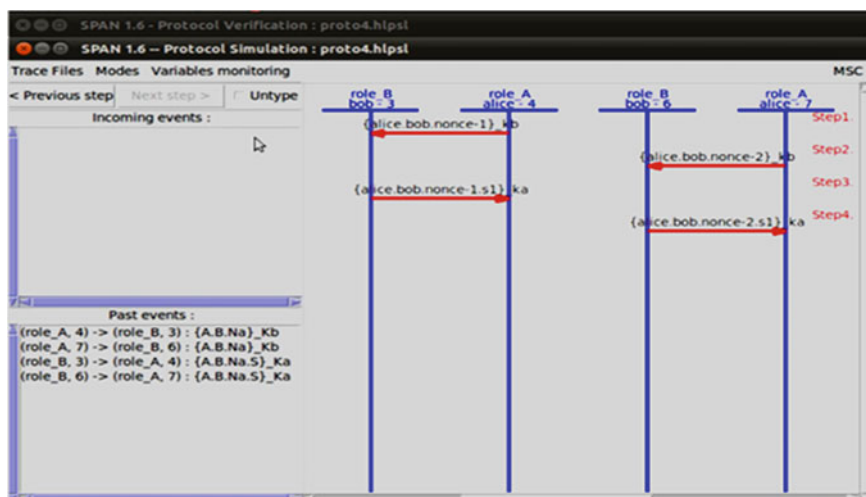 SPAN 1.6 - Protocol Verification : proto4.hlpsl
SPAN 1.6 -- Protocol Simulation : proto4.hlpsl
Trace Files Modes Variables monitoring MSC
< Previous step Next step > Untype
Incoming events :
role_B role_A role_B role_A
bob - 3 alice - 4 bob - 6 alice - 7
Step1.
{alice.bob.nonce-1}_kb
Step2.
{alice.bob.nonce-2}_kb
Step3.
{alice.bob.nonce-1.s1}_ka
Step4.
{alice.bob.nonce-2.s1}_ka
Past events :
(role_A, 4) -> (role_B, 3) : {A.B.Na}_Kb
(role_A, 7) -> (role_B, 6) : {A.B.Na}_Kb
(role_B, 3) -> (role_A, 4) : {A.B.Na.S}_Ka
(role_B, 6) -> (role_A, 7) : {A.B.Na.S}_Ka